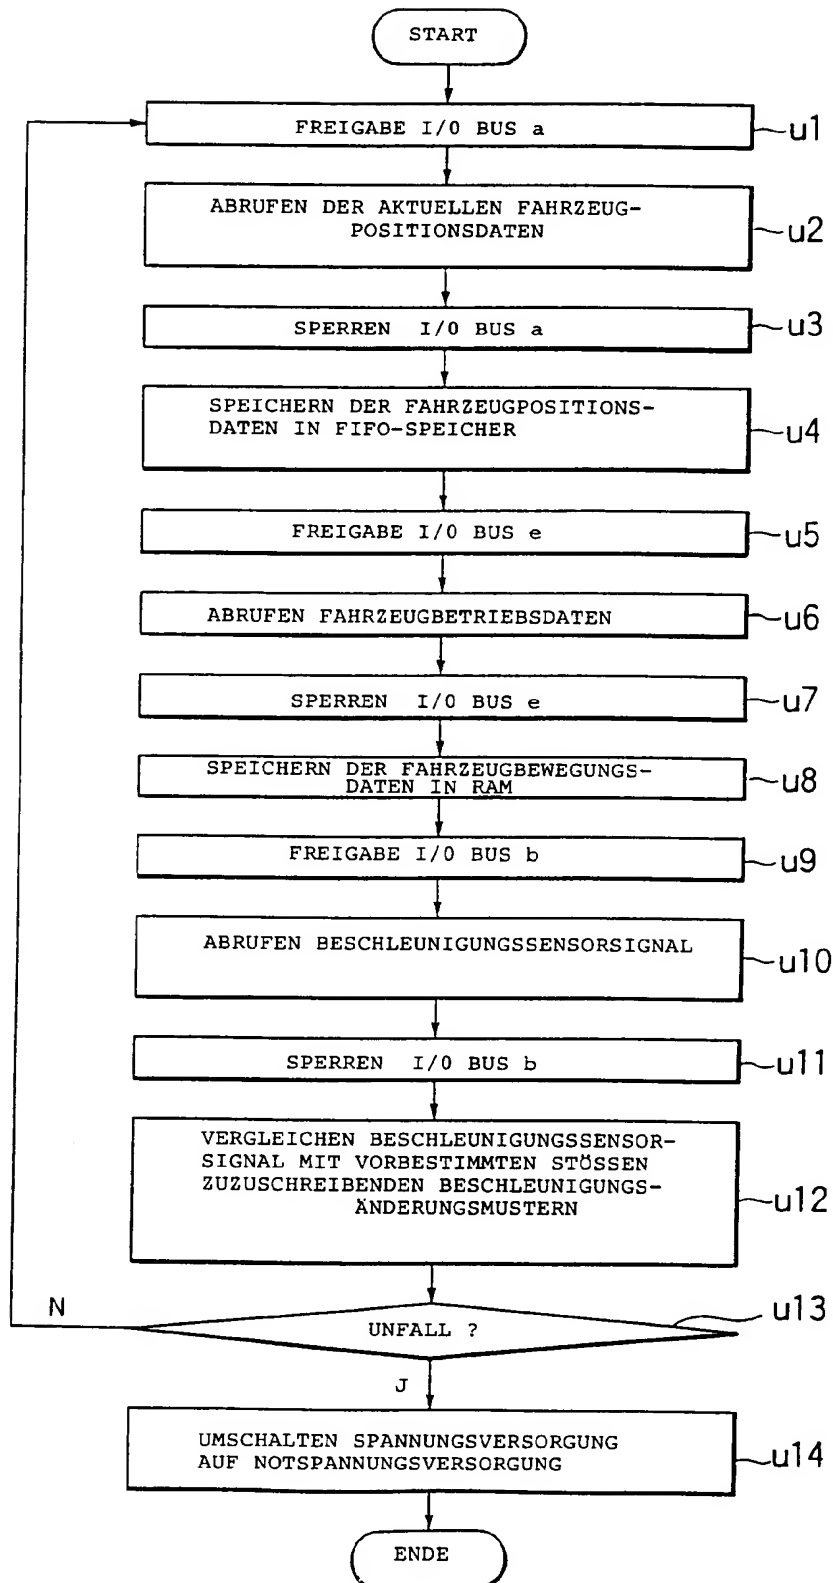 START
FREIGABE I/O BUS a
u1
ABRUFEN DER AKTUELLEN FAHRZEUG-
POSITIONSDATEN
u2
SPERREN I/O BUS a
u3
SPEICHERN DER FAHRZEUGPOSITIONS-
DATEN IN FIFO-SPEICHER
u4
FREIGABE I/O BUS e
u5
ABRUFEN FAHRZEUGBETRIEBSDATEN
u6
SPERREN I/O BUS e
u7
SPEICHERN DER FAHRZEUGBEWEGUNGS-
DATEN IN RAM
u8
FREIGABE I/O BUS b
u9
ABRUFEN BESCHLEUNIGUNGSSENSORSIGNAL
u10
SPERREN I/O BUS b
u11
VERGLEICHEN BESCHLEUNIGUNGSSENSOR-
SIGNAL MIT VORBESTIMMTEN STÖSSEN
ZUZUSCHREIBENDEN BESCHLEUNIGUNGS-
ÄNDERUNGSMUSTERN
u12
N
UNFALL ?
u13
J
UMSCHALTEN SPANNUNGSVERSORGUNG
AUF NOTSPANNUNGSVERSORGUNG
u14
ENDE